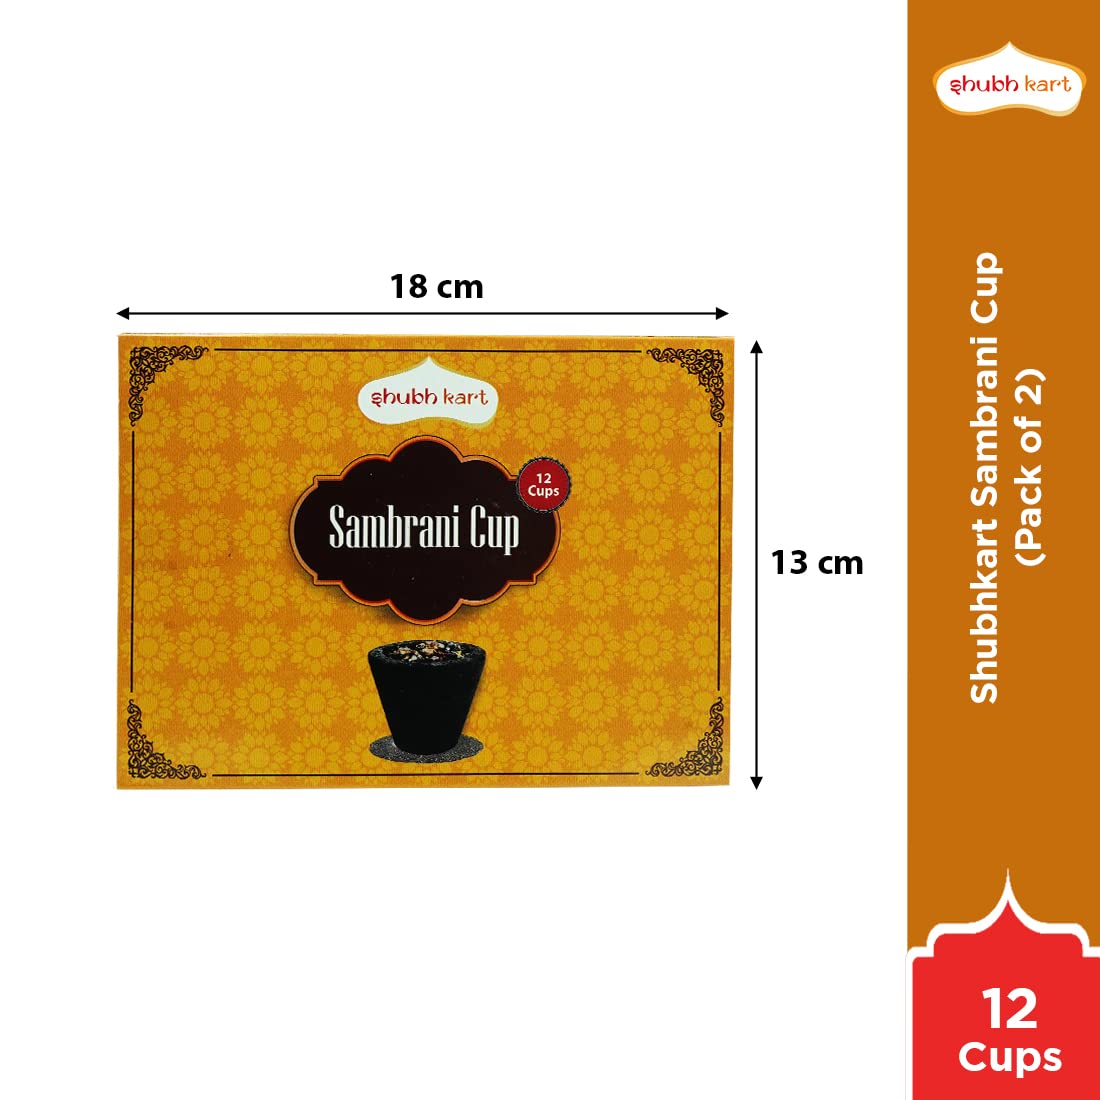 18 cm
shubh kart
12
Cups
Sambrani Cup
13 cm
shubh kart
Shubhkart Sambrani Cup
(Pack of 2)
12
Cups